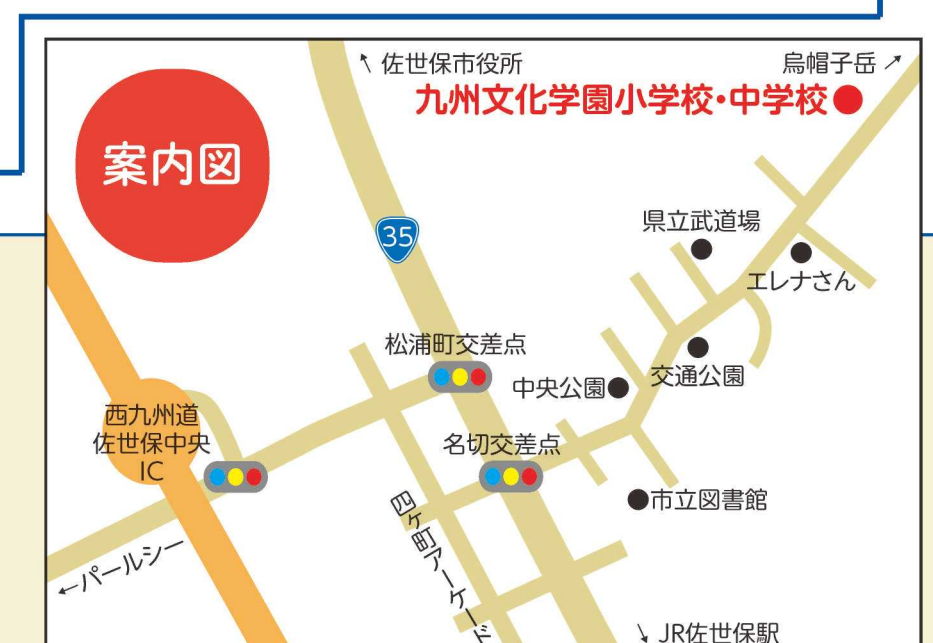 ↖ 佐世保市役所
烏帽子岳 ↗
九州文化学園小学校・中学校●
案内図
35
県立武道場
エレナさん
松浦町交差点
中央公園
交通公園
西九州道
佐世保中央
IC
名切交差点
市立図書館
四ヶ町アーケード
←パールシー
↘ JR佐世保駅